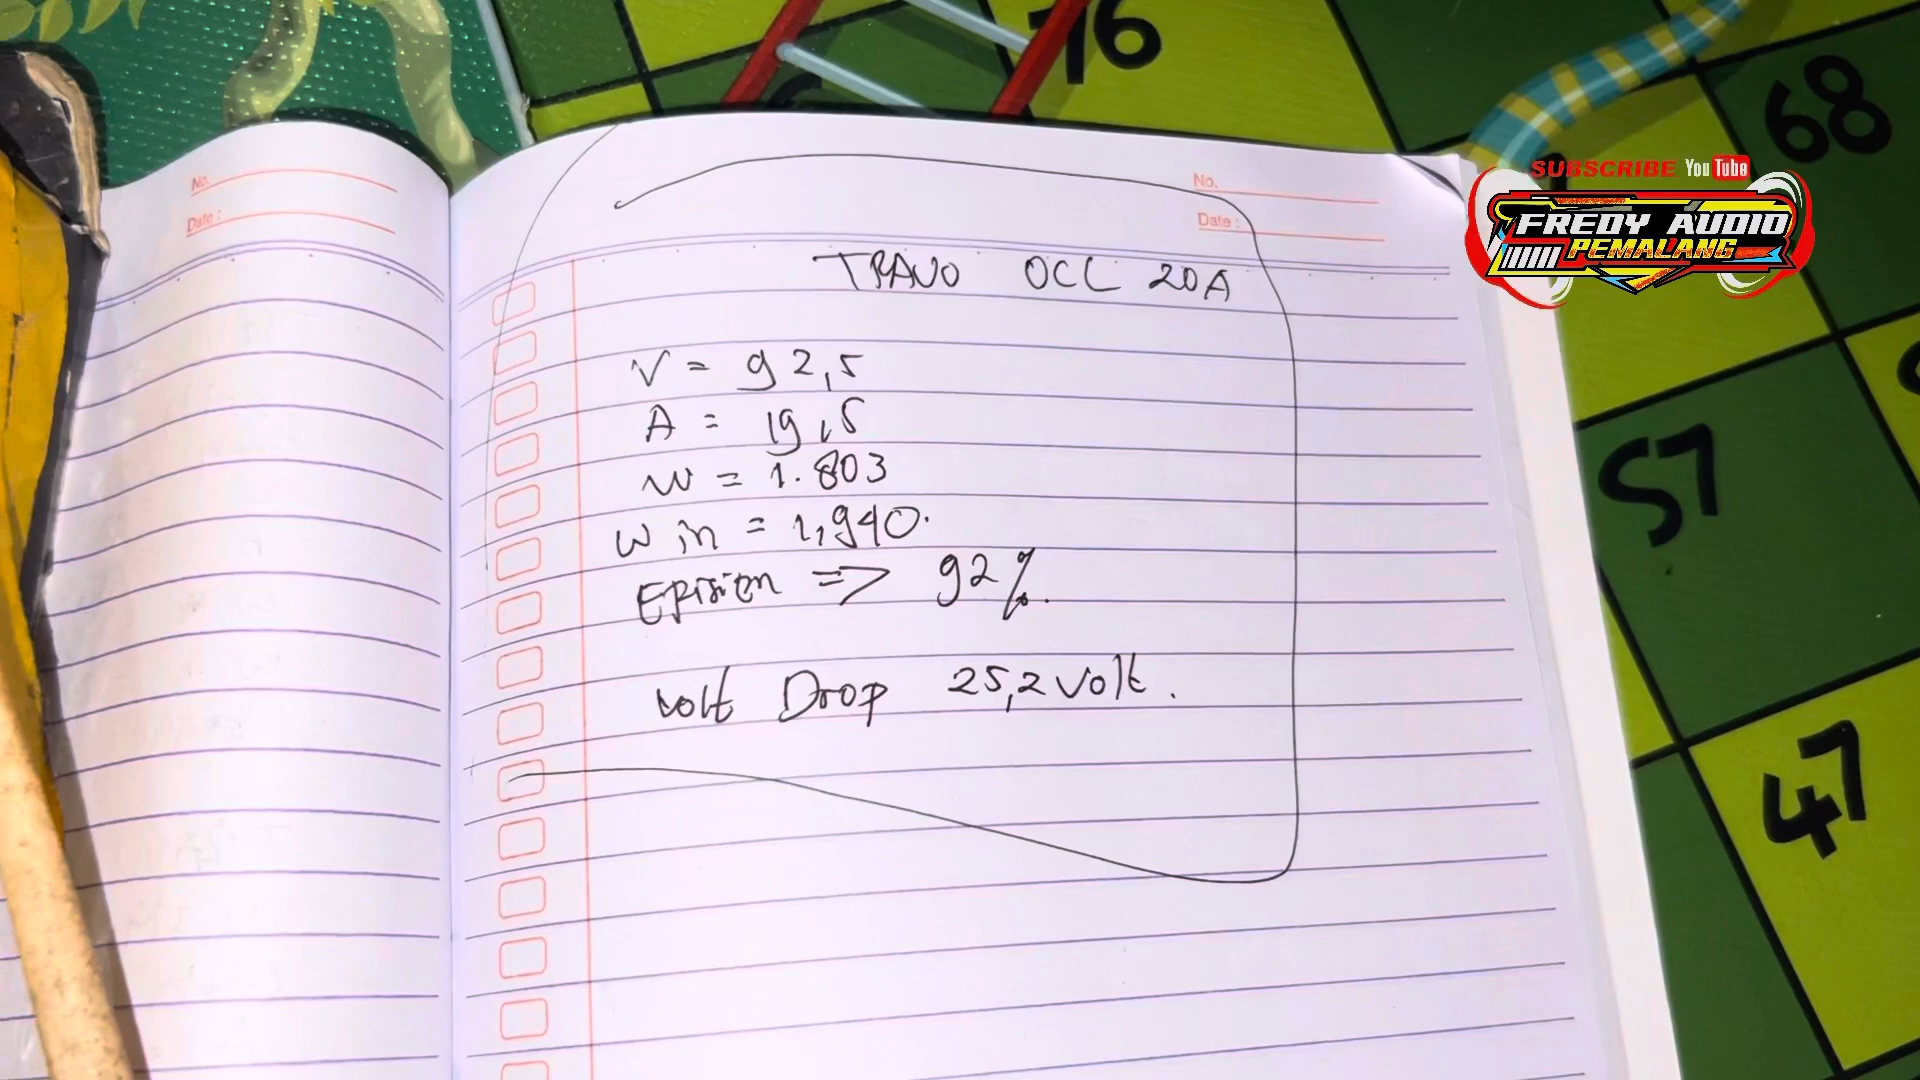 76
68
SUBSCRIBE YouTube
FREDY AUDIO
PEMALANG
57
47
No.
Date :
No.
Date :
TRAVO OCL 20A
V = 92,5
A = 19,5
W = 1.803
W in = 1,940.
Efisien => 92%.
Volt Drop 25,2 Volt.